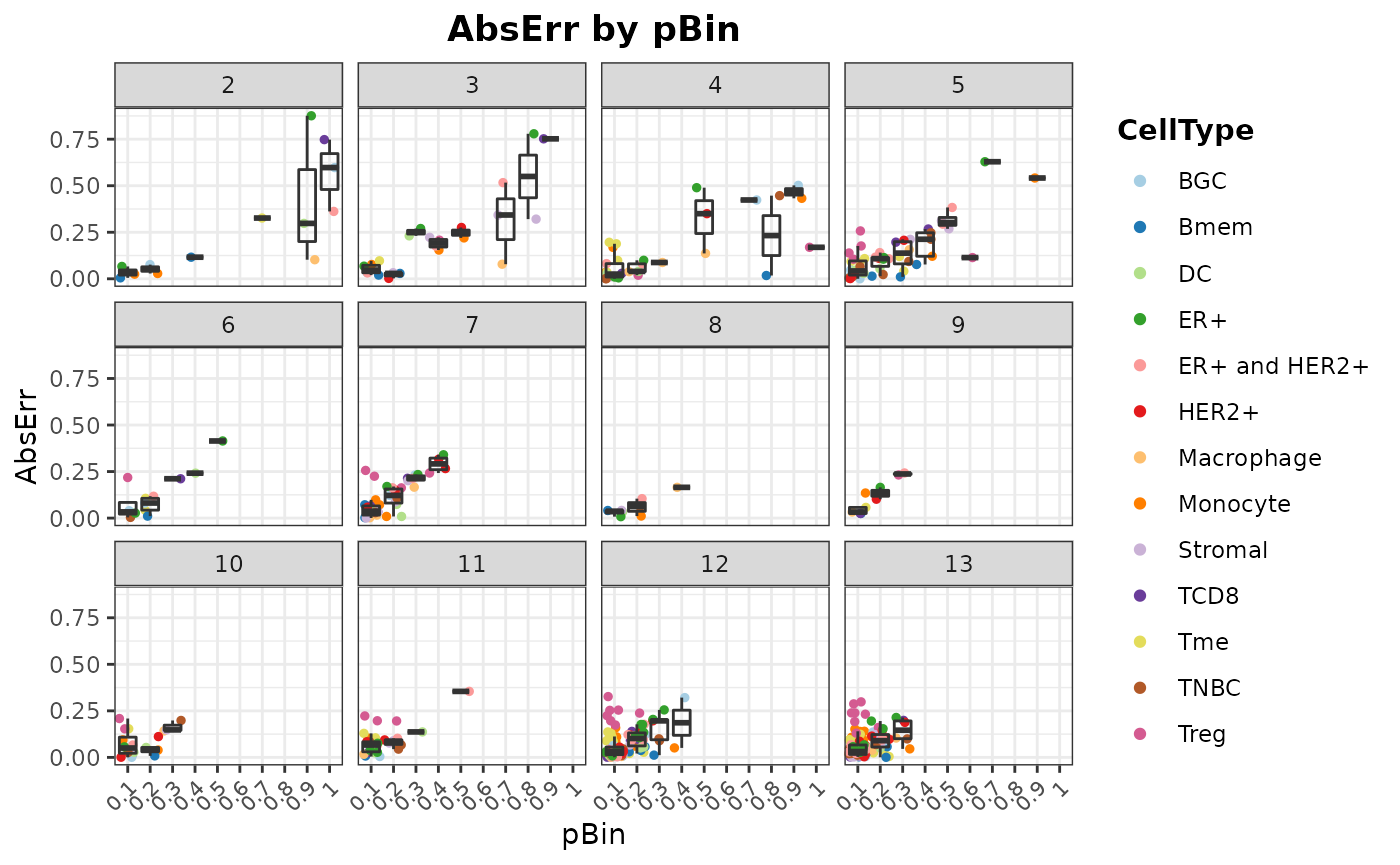 AbsErr by pBin
2 3 4 5
0.75
0.50
0.25
0.00
6 7 8 9
0.75
0.50
0.25
0.00
10 11 12 13
0.75
0.50
0.25
0.00
0.1 0.2 0.3 0.4 0.5 0.6 0.7 0.8 0.9 1 0.1 0.2 0.3 0.4 0.5 0.6 0.7 0.8 0.9 1 0.1 0.2 0.3 0.4 0.5 0.6 0.7 0.8 0.9 1 0.1 0.2 0.3 0.4 0.5 0.6 0.7 0.8 0.9 1
pBin
AbsErr
CellType
BGC
Bmem
DC
ER+
ER+ and HER2+
HER2+
Macrophage
Monocyte
Stromal
TCD8
Tme
TNBC
Treg